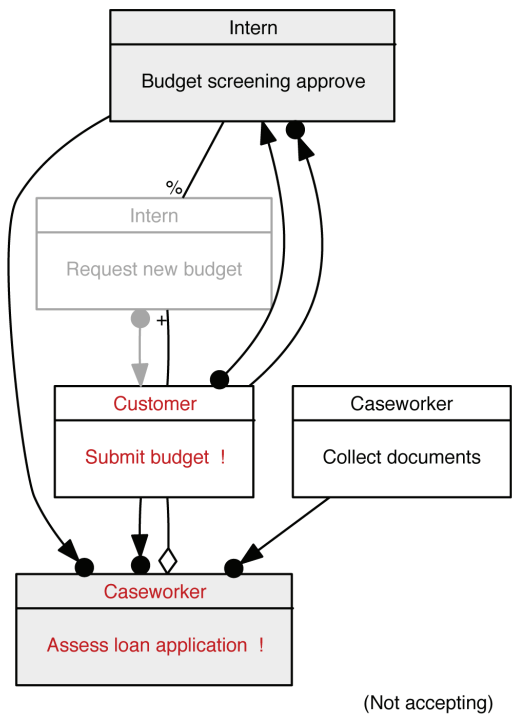 Intern
Budget screening approve
%
Intern
Request new budget
+
Customer
Submit budget  !
Caseworker
Collect documents
Caseworker
Assess loan application  !
(Not accepting)